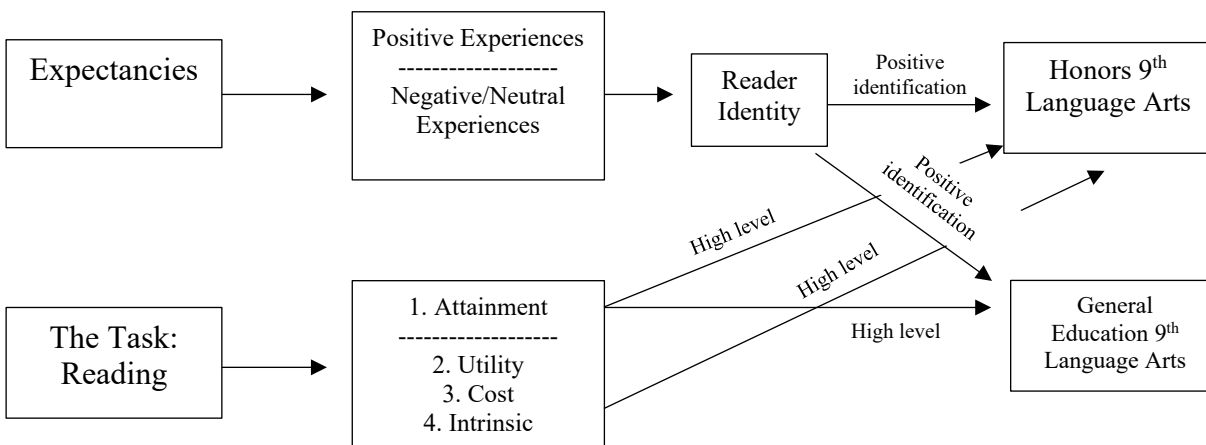 Expectancies
Positive Experiences
--------------------
Negative/Neutral
Experiences
Reader
Identity
Positive
identification
Honors 9th
Language Arts
Positive
identification
High level
High level
The Task:
Reading
1. Attainment
--------------------
2. Utility
3. Cost
4. Intrinsic
High level
General
Education 9th
Language Arts